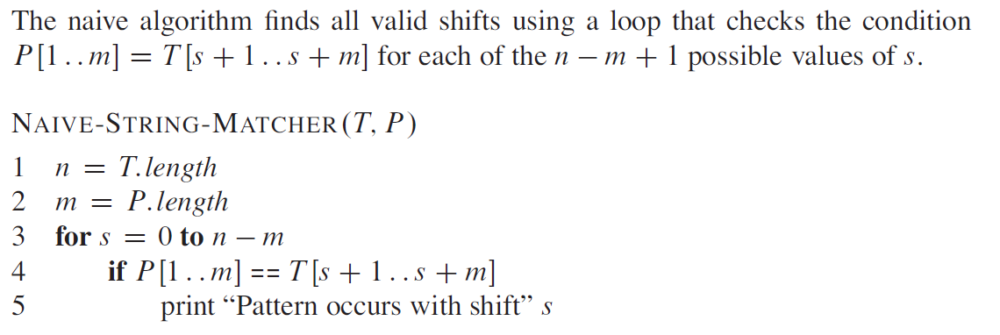 The naive algorithm finds all valid shifts using a loop that checks the condition
P[1..m] = T[s + 1..s + m] for each of the n − m + 1 possible values of s.
NAIVE-STRING-MATCHER(T, P)
1 n = T.length
2 m = P.length
3 for s = 0 to n − m
4 if P[1..m] == T[s + 1..s + m]
5 print “Pattern occurs with shift” s